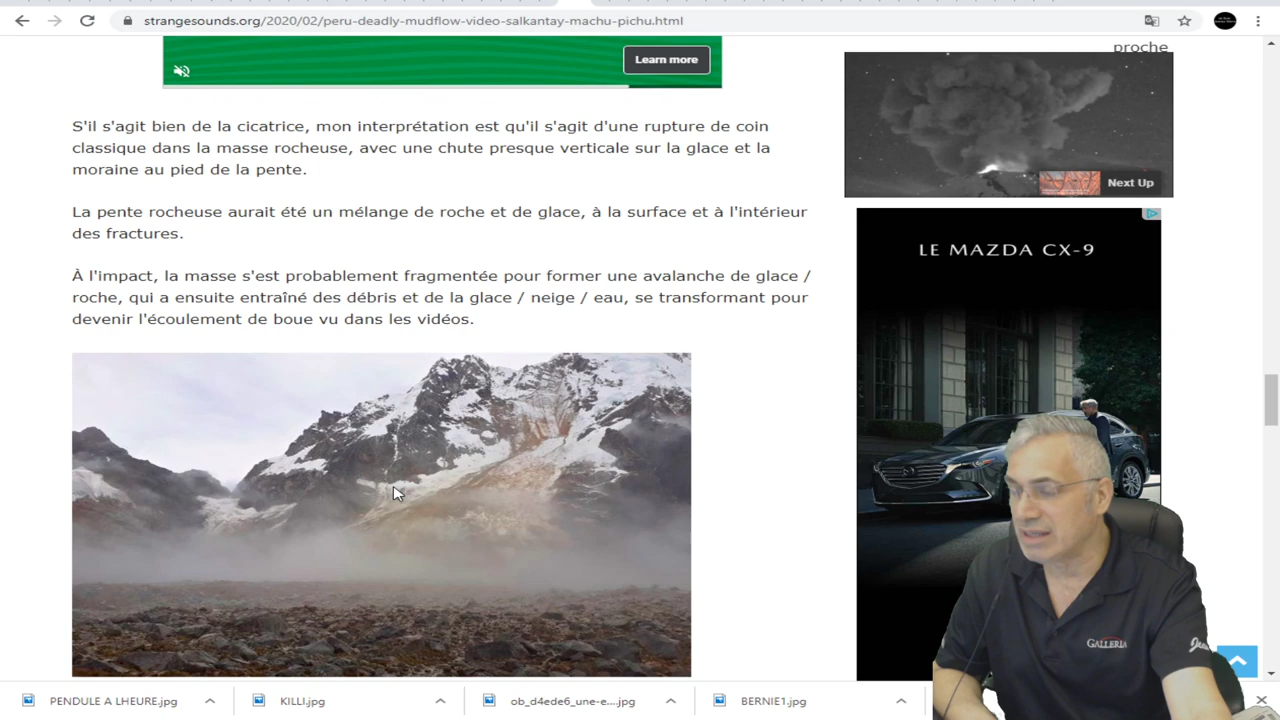 strangesounds.org/2020/02/peru-deadly-mudflow-video-salkantay-machu-pichu.html
proche
Learn more
Next Up
S'il s'agit bien de la cicatrice, mon interprétation est qu'il s'agit d'une rupture de coin
classique dans la masse rocheuse, avec une chute presque verticale sur la glace et la
moraine au pied de la pente.
La pente rocheuse aurait été un mélange de roche et de glace, à la surface et à l'intérieur
des fractures.
À l'impact, la masse s'est probablement fragmentée pour former une avalanche de glace /
roche, qui a ensuite entraîné des débris et de la glace / neige / eau, se transformant pour
devenir l'écoulement de boue vu dans les vidéos.
LE MAZDA CX-9
GALLERIA
PENDULE A LHEURE.jpg
KILLI.jpg
ob_d4ede6_une-e....jpg
BERNIE1.jpg